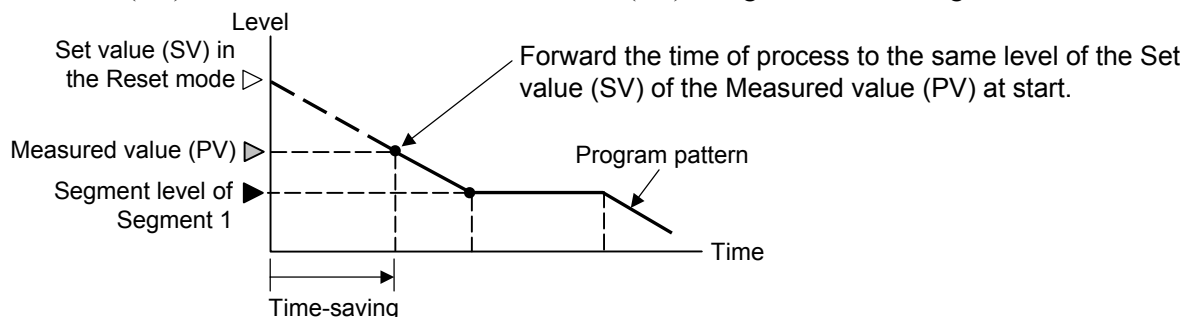 Level
Set value (SV) in
the Reset mode
Forward the time of process to the same level of the Set
value (SV) of the Measured value (PV) at start.
Measured value (PV)
Program pattern
Segment level of
Segment 1
Time
Time-saving